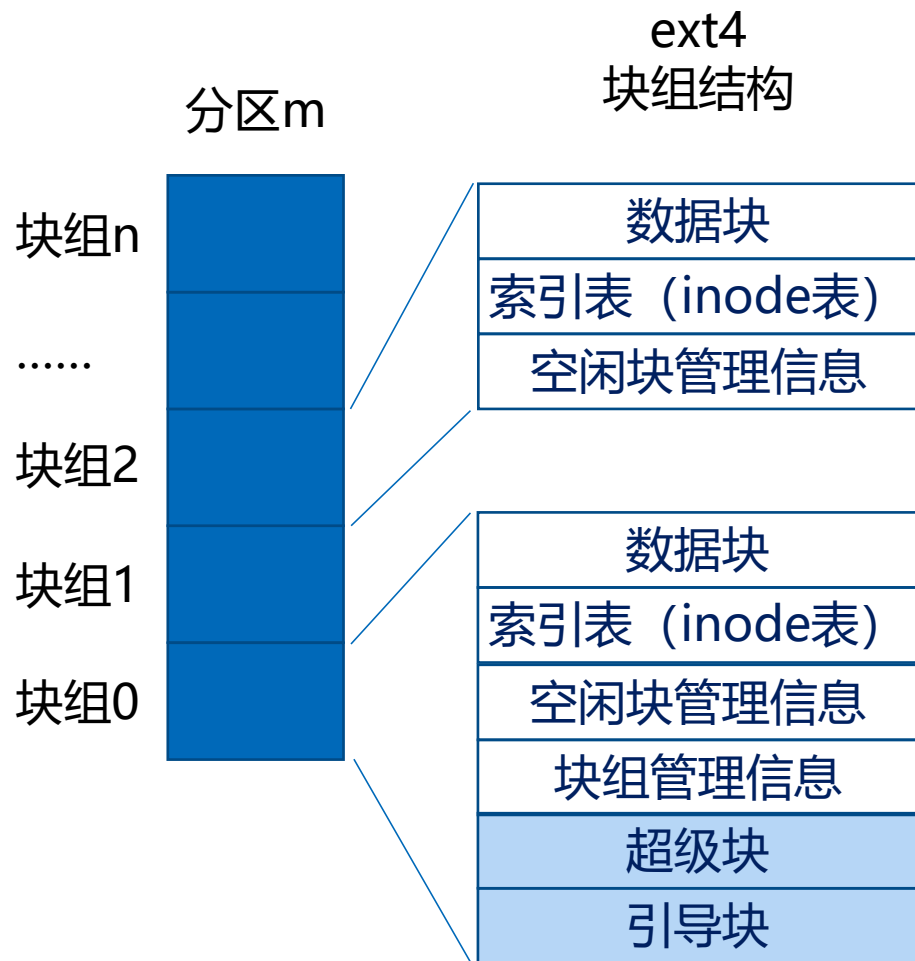 ext4
块组结构
分区m
块组n
……
块组2
块组1
块组0
数据块
索引表（inode表）
空闲块管理信息
数据块
索引表（inode表）
空闲块管理信息
块组管理信息
超级块
引导块